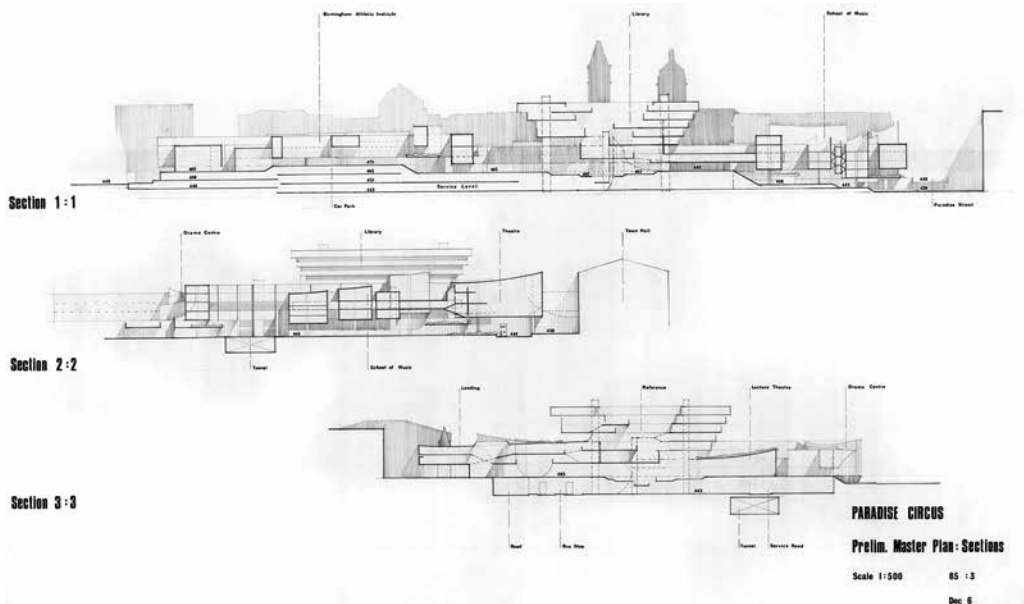 Birmingham Athletic Institute
Library
School of Music
Service Level
Section 1:1
Car Park
Paradise Street
Drama Centre
Library
Theatre
Town Hall
Section 2:2
Tunnel
School of Music
Lending
Reference
Lecture Theatre
Drama Centre
Section 3:3
Road
Bus Stop
Tunnel
Service Road
PARADISE CIRCUS
Prelim. Master Plan: Sections
Scale 1:500
85 :3
Dec 6